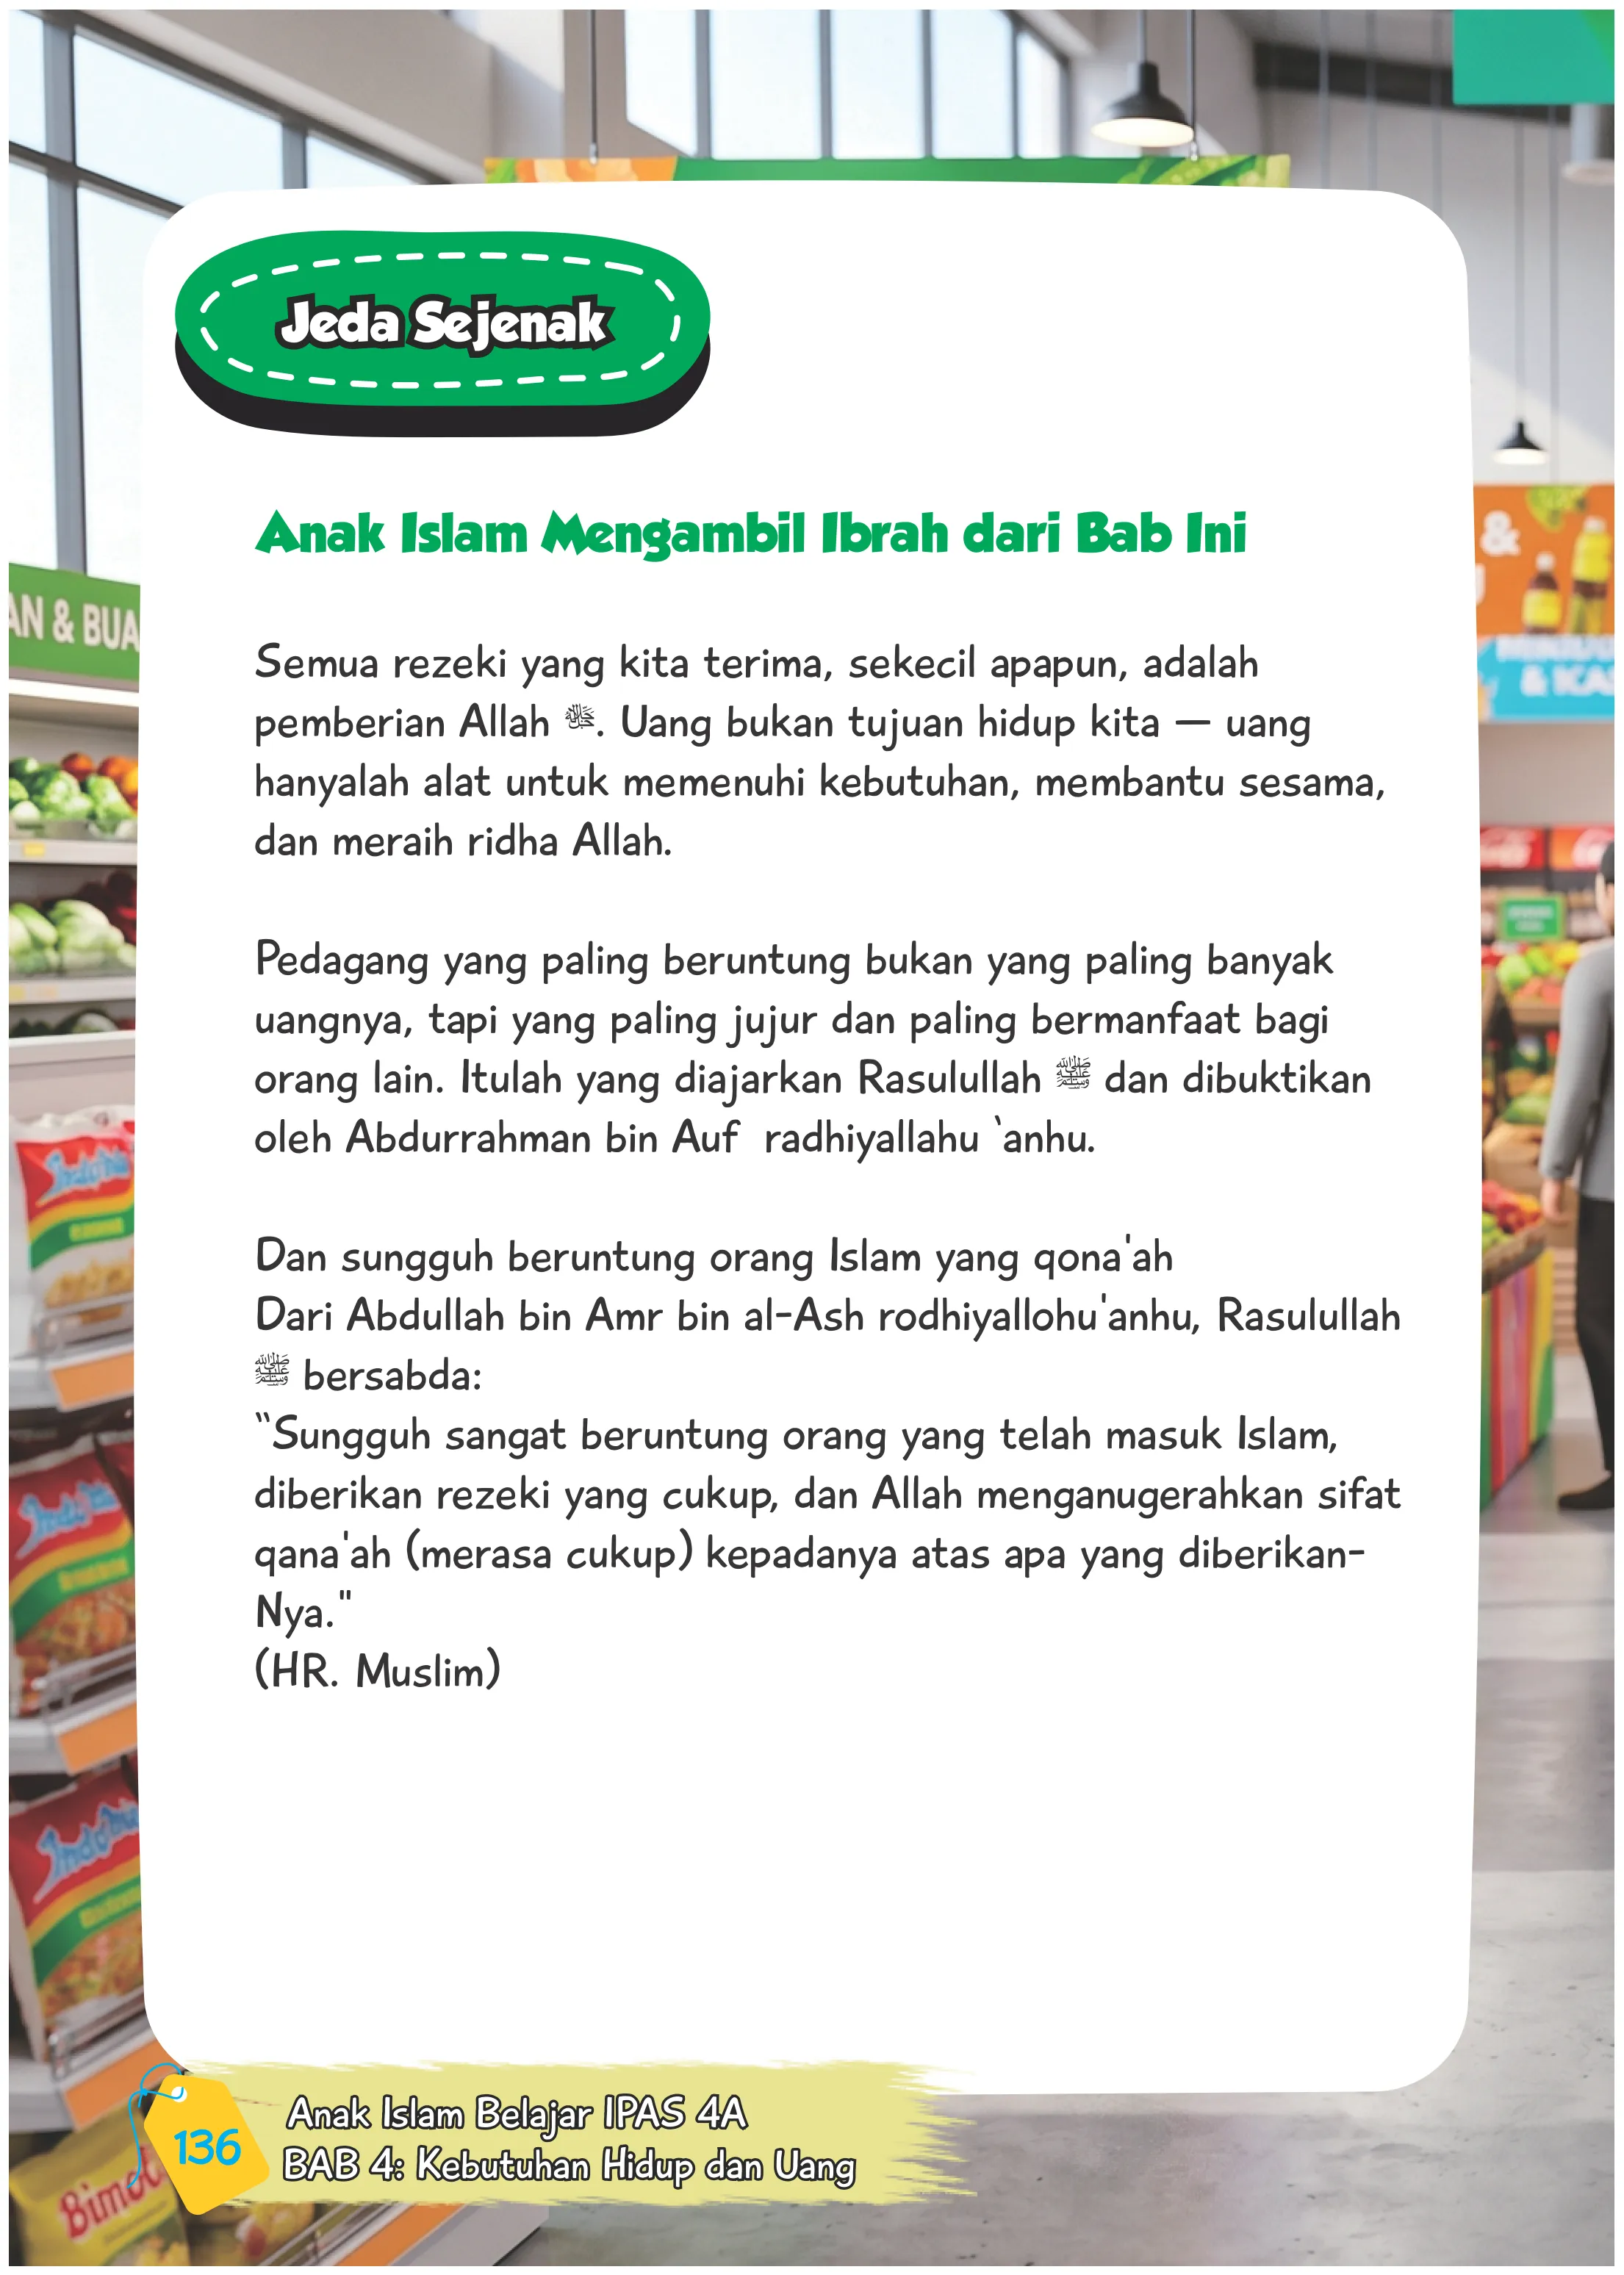 Jeda Sejenak
Anak Islam Mengambil Ibrah dari Bab Ini
Semua rezeki yang kita terima, sekecil apapun, adalah
pemberian Allah ﷻ. Uang bukan tujuan hidup kita — uang
hanyalah alat untuk memenuhi kebutuhan, membantu sesama,
dan meraih ridha Allah.
Pedagang yang paling beruntung bukan yang paling banyak
uangnya, tapi yang paling jujur dan paling bermanfaat bagi
orang lain. Itulah yang diajarkan Rasulullah ﷺ dan dibuktikan
oleh Abdurrahman bin Auf  radhiyallahu `anhu.
Dan sungguh beruntung orang Islam yang qona'ah
Dari Abdullah bin Amr bin al-Ash rodhiyallohu'anhu, Rasulullah
ﷺ bersabda:
“Sungguh sangat beruntung orang yang telah masuk Islam,
diberikan rezeki yang cukup, dan Allah menganugerahkan sifat
qana'ah (merasa cukup) kepadanya atas apa yang diberikan-
Nya."
(HR. Muslim)
AN & BUA
&
& KA
Indomie
Bimo
136
Anak Islam Belajar IPAS 4A
BAB 4: Kebutuhan Hidup dan Uang